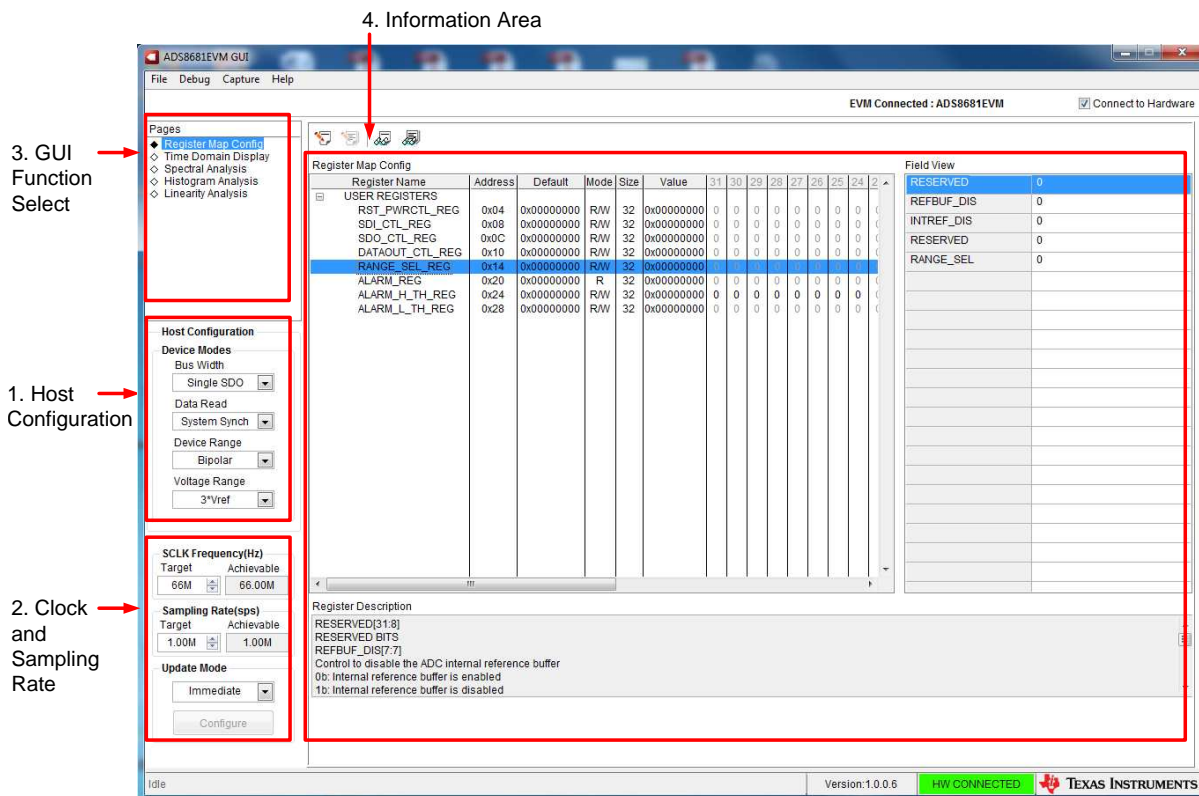 4. Information Area
ADS8681EVM GUI
File Debug Capture Help
EVM Connected : ADS8681EVM
Connect to Hardware
3. GUI
Function
Select
Pages
Register Map Config
Time Domain Display
Spectral Analysis
Histogram Analysis
Linearity Analysis
Register Map Config
Register Name Address Default Mode Size Value 31 30 29 28 27 26 25 24 2
USER REGISTERS
RST_PWRCTL_REG 0x04 0x00000000 R/W 32 0x00000000 0 0 0 0 0 0 0 0
SDI_CTL_REG 0x08 0x00000000 R/W 32 0x00000000 0 0 0 0 0 0 0 0
SDO_CTL_REG 0x0C 0x00000000 R/W 32 0x00000000 0 0 0 0 0 0 0 0
DATAOUT_CTL_REG 0x10 0x00000000 R/W 32 0x00000000 0 0 0 0 0 0 0 0
RANGE_SEL_REG 0x14 0x00000000 R/W 32 0x00000000 0 0 0 0 0 0 0 0
ALARM_REG 0x20 0x00000000 R 32 0x00000000 0 0 0 0 0 0 0 0
ALARM_H_TH_REG 0x24 0x00000000 R/W 32 0x00000000 0 0 0 0 0 0 0 0
ALARM_L_TH_REG 0x28 0x00000000 R/W 32 0x00000000 0 0 0 0 0 0 0 0
Field View
RESERVED 0
REFBUF_DIS 0
INTREF_DIS 0
RESERVED 0
RANGE_SEL 0
1. Host
Configuration
Host Configuration
Device Modes
Bus Width
Single SDO
Data Read
System Synch
Device Range
Bipolar
Voltage Range
3*Vref
2. Clock
and
Sampling
Rate
SCLK Frequency(Hz)
Target Achievable
66M 66.00M
Sampling Rate(sps)
Target Achievable
1.00M 1.00M
Update Mode
Immediate
Configure
Register Description
RESERVED[31:8]
RESERVED BITS
REFBUF_DIS[7:7]
Control to disable the ADC internal reference buffer
0b: Internal reference buffer is enabled
1b: Internal reference buffer is disabled
Idle
Version:1.0.0.6
HW CONNECTED
TEXAS INSTRUMENTS